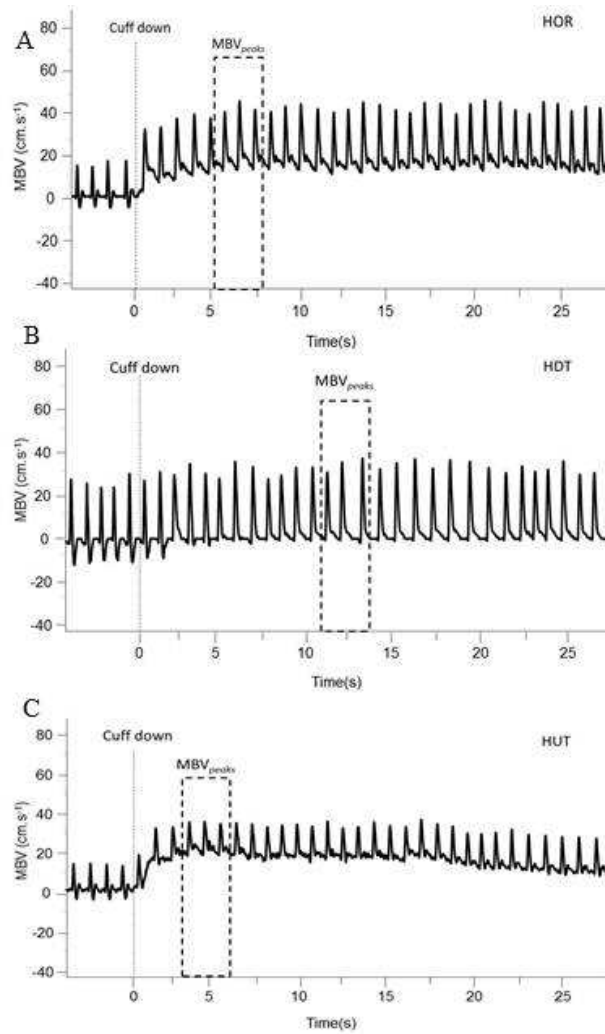 A
Cuff down
MBVpeaks
HOR
80
60
40
20
0
-20
-40
MBV (cm.s⁻¹)
0 5 10 15 20 25
Time(s)
B
Cuff down
MBVpeaks
HDT
80
60
40
20
0
-20
-40
MBV (cm.s⁻¹)
0 5 10 15 20 25
Time(s)
C
Cuff down
MBVpeaks
HUT
80
60
40
20
0
-20
-40
MBV (cm.s⁻¹)
0 5 10 15 20 25
Time(s)